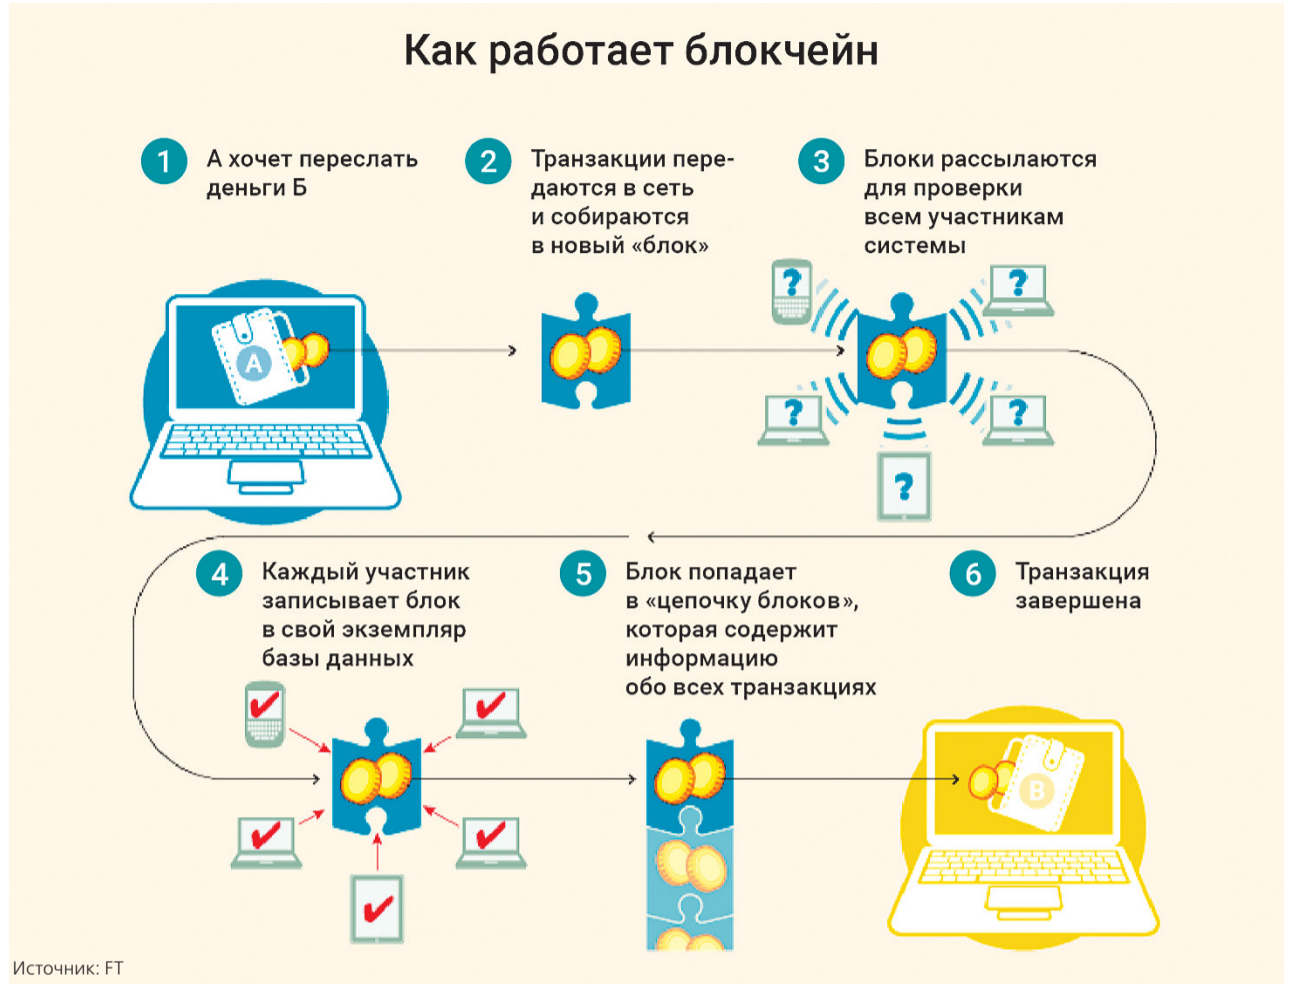 Как работает блокчейн
1
А хочет переслать
деньги Б
2
Транзакции пере-
даются в сеть
и собираются
в новый «блок»
3
Блоки рассылаются
для проверки
всем участникам
системы
?
?
A
?
?
?
4
Каждый участник
записывает блок
в свой экземпляр
базы данных
5
Блок попадает
в «цепочку блоков»,
которая содержит
информацию
обо всех транзакциях
6
Транзакция
завершена
B
Источник: FT